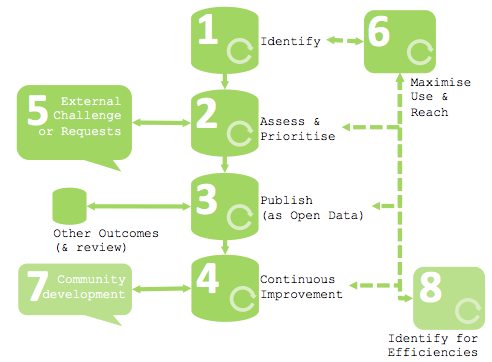 1
Identify
6
Maximise
Use &
Reach
5 External
Challenge
or Requests
2
Assess &
Prioritise
3
Publish
(as Open Data)
Other Outcomes
(& review)
7 Community
development
4
Continuous
Improvement
8
Identify for
Efficiencies